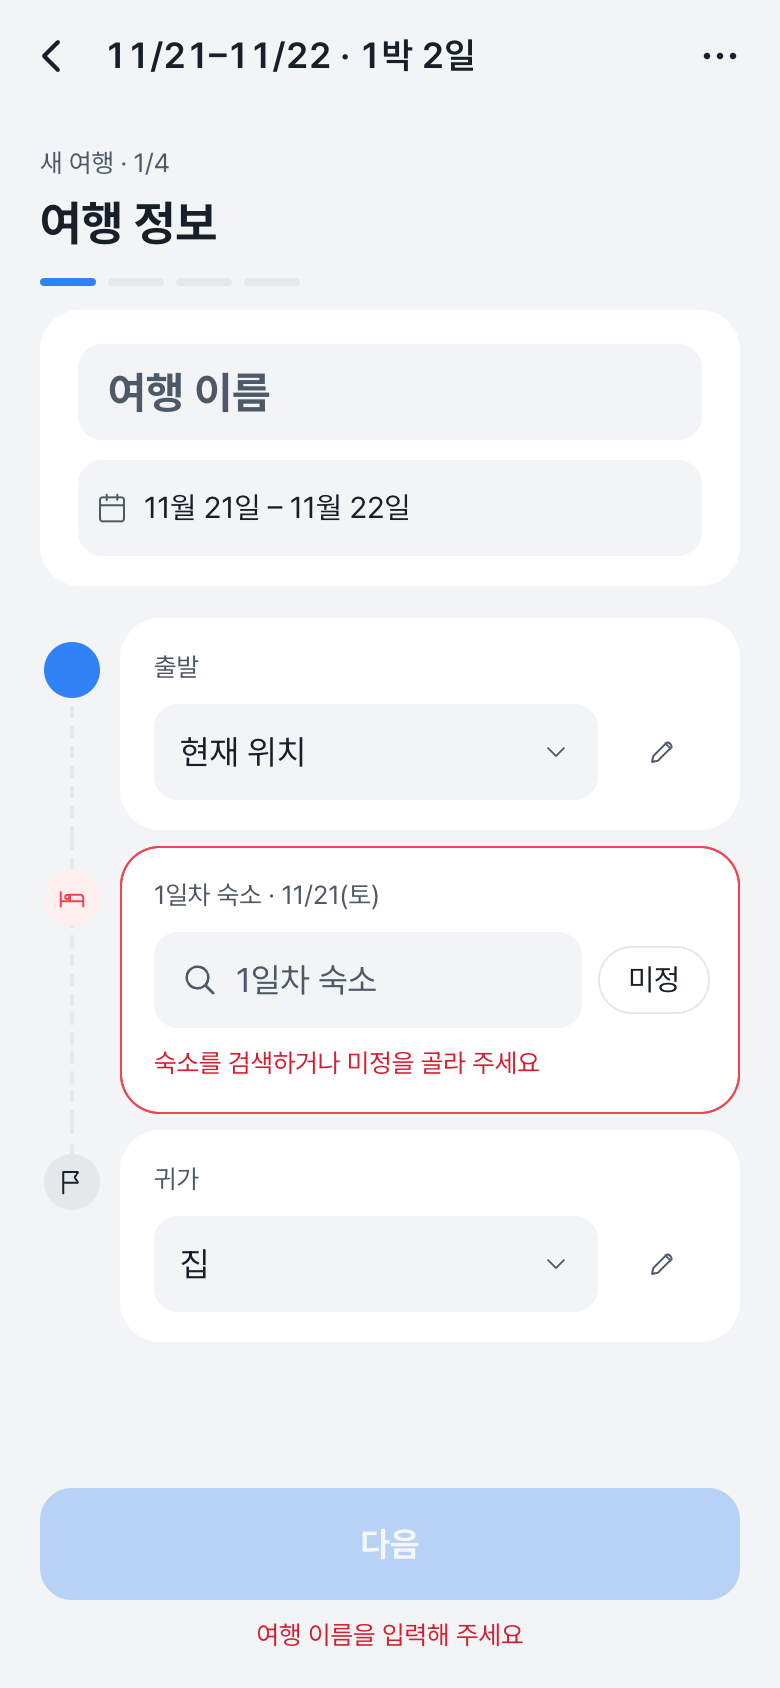 11/21–11/22 · 1박 2일
새 여행 · 1/4
여행 정보
여행 이름
11월 21일 – 11월 22일
출발
현재 위치
1일차 숙소 · 11/21(토)
1일차 숙소
미정
숙소를 검색하거나 미정을 골라 주세요
귀가
집
다음
여행 이름을 입력해 주세요